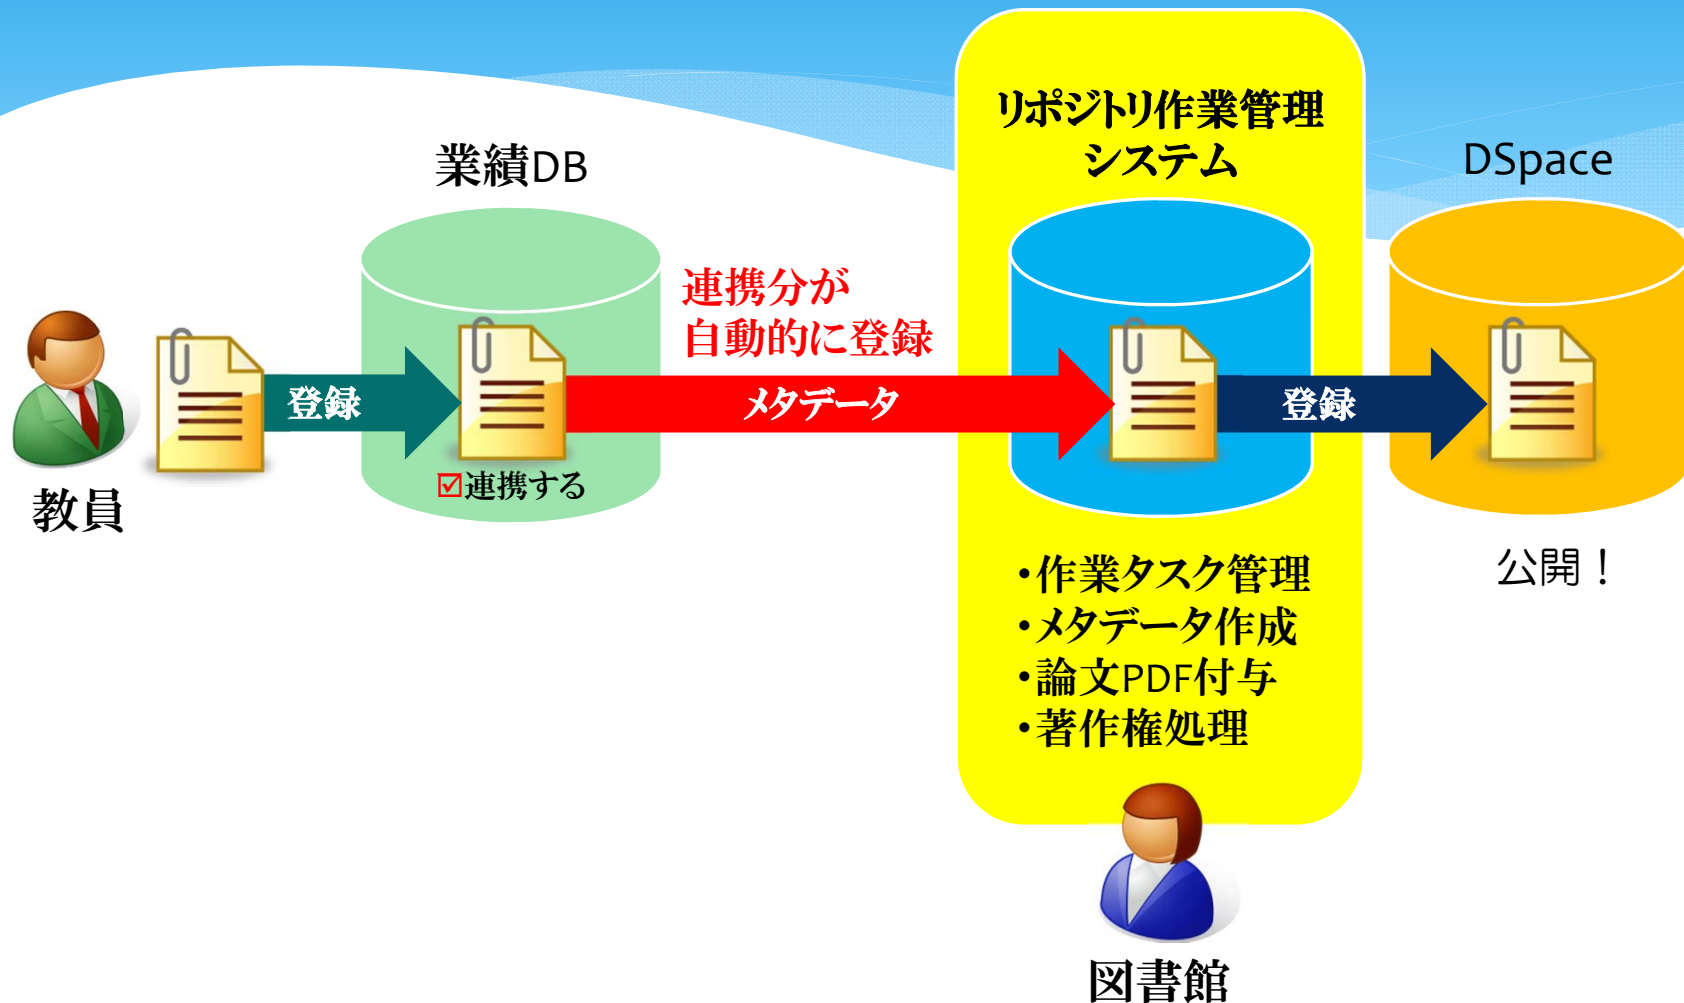 リポジトリ作業管理
システム
業績DB
DSpace
連携分が
自動的に登録
登録
メタデータ
登録
☑連携する
教員
・作業タスク管理
・メタデータ作成
・論文PDF付与
・著作権処理
公開！
図書館